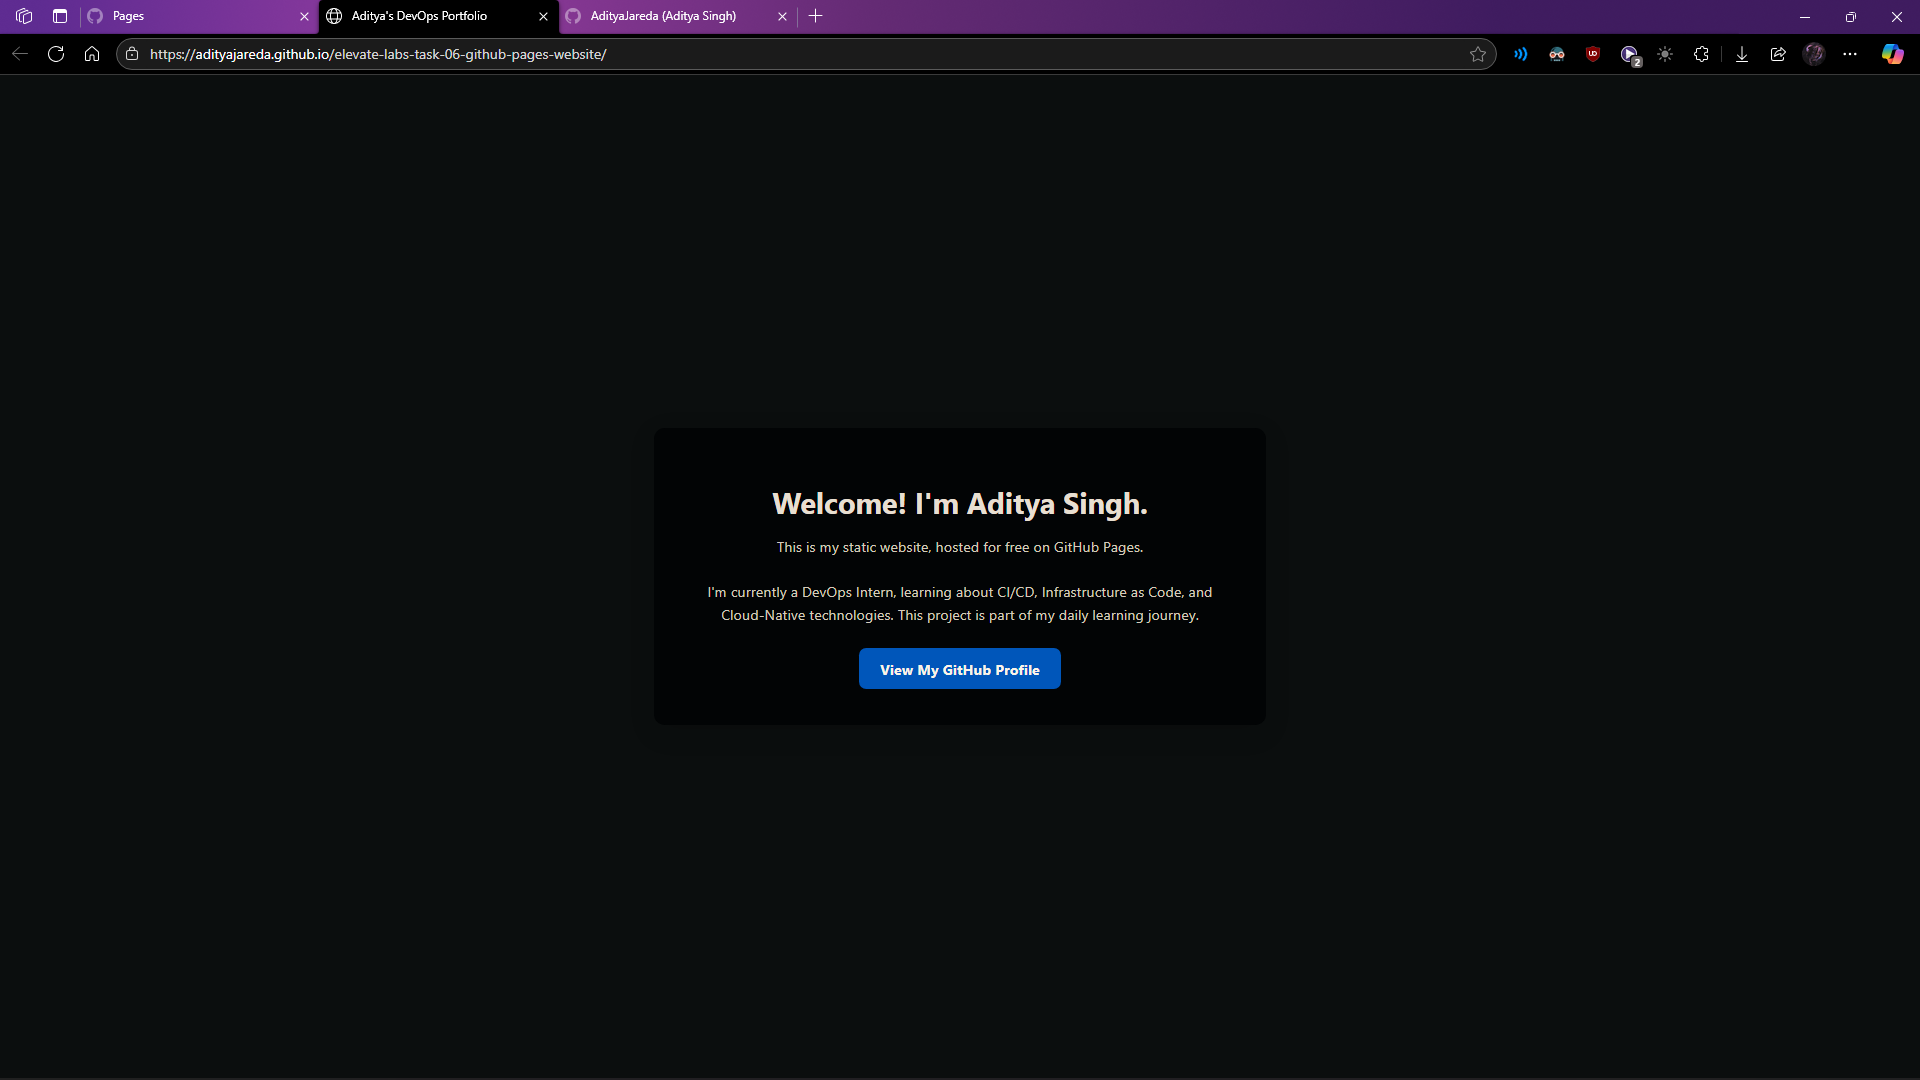 Pages
Aditya's DevOps Portfolio
AdityaJareda (Aditya Singh)
https://adityajareda.github.io/elevate-labs-task-06-github-pages-website/
2
Welcome! I'm Aditya Singh.
This is my static website, hosted for free on GitHub Pages.
I'm currently a DevOps Intern, learning about CI/CD, Infrastructure as Code, and
Cloud-Native technologies. This project is part of my daily learning journey.
View My GitHub Profile